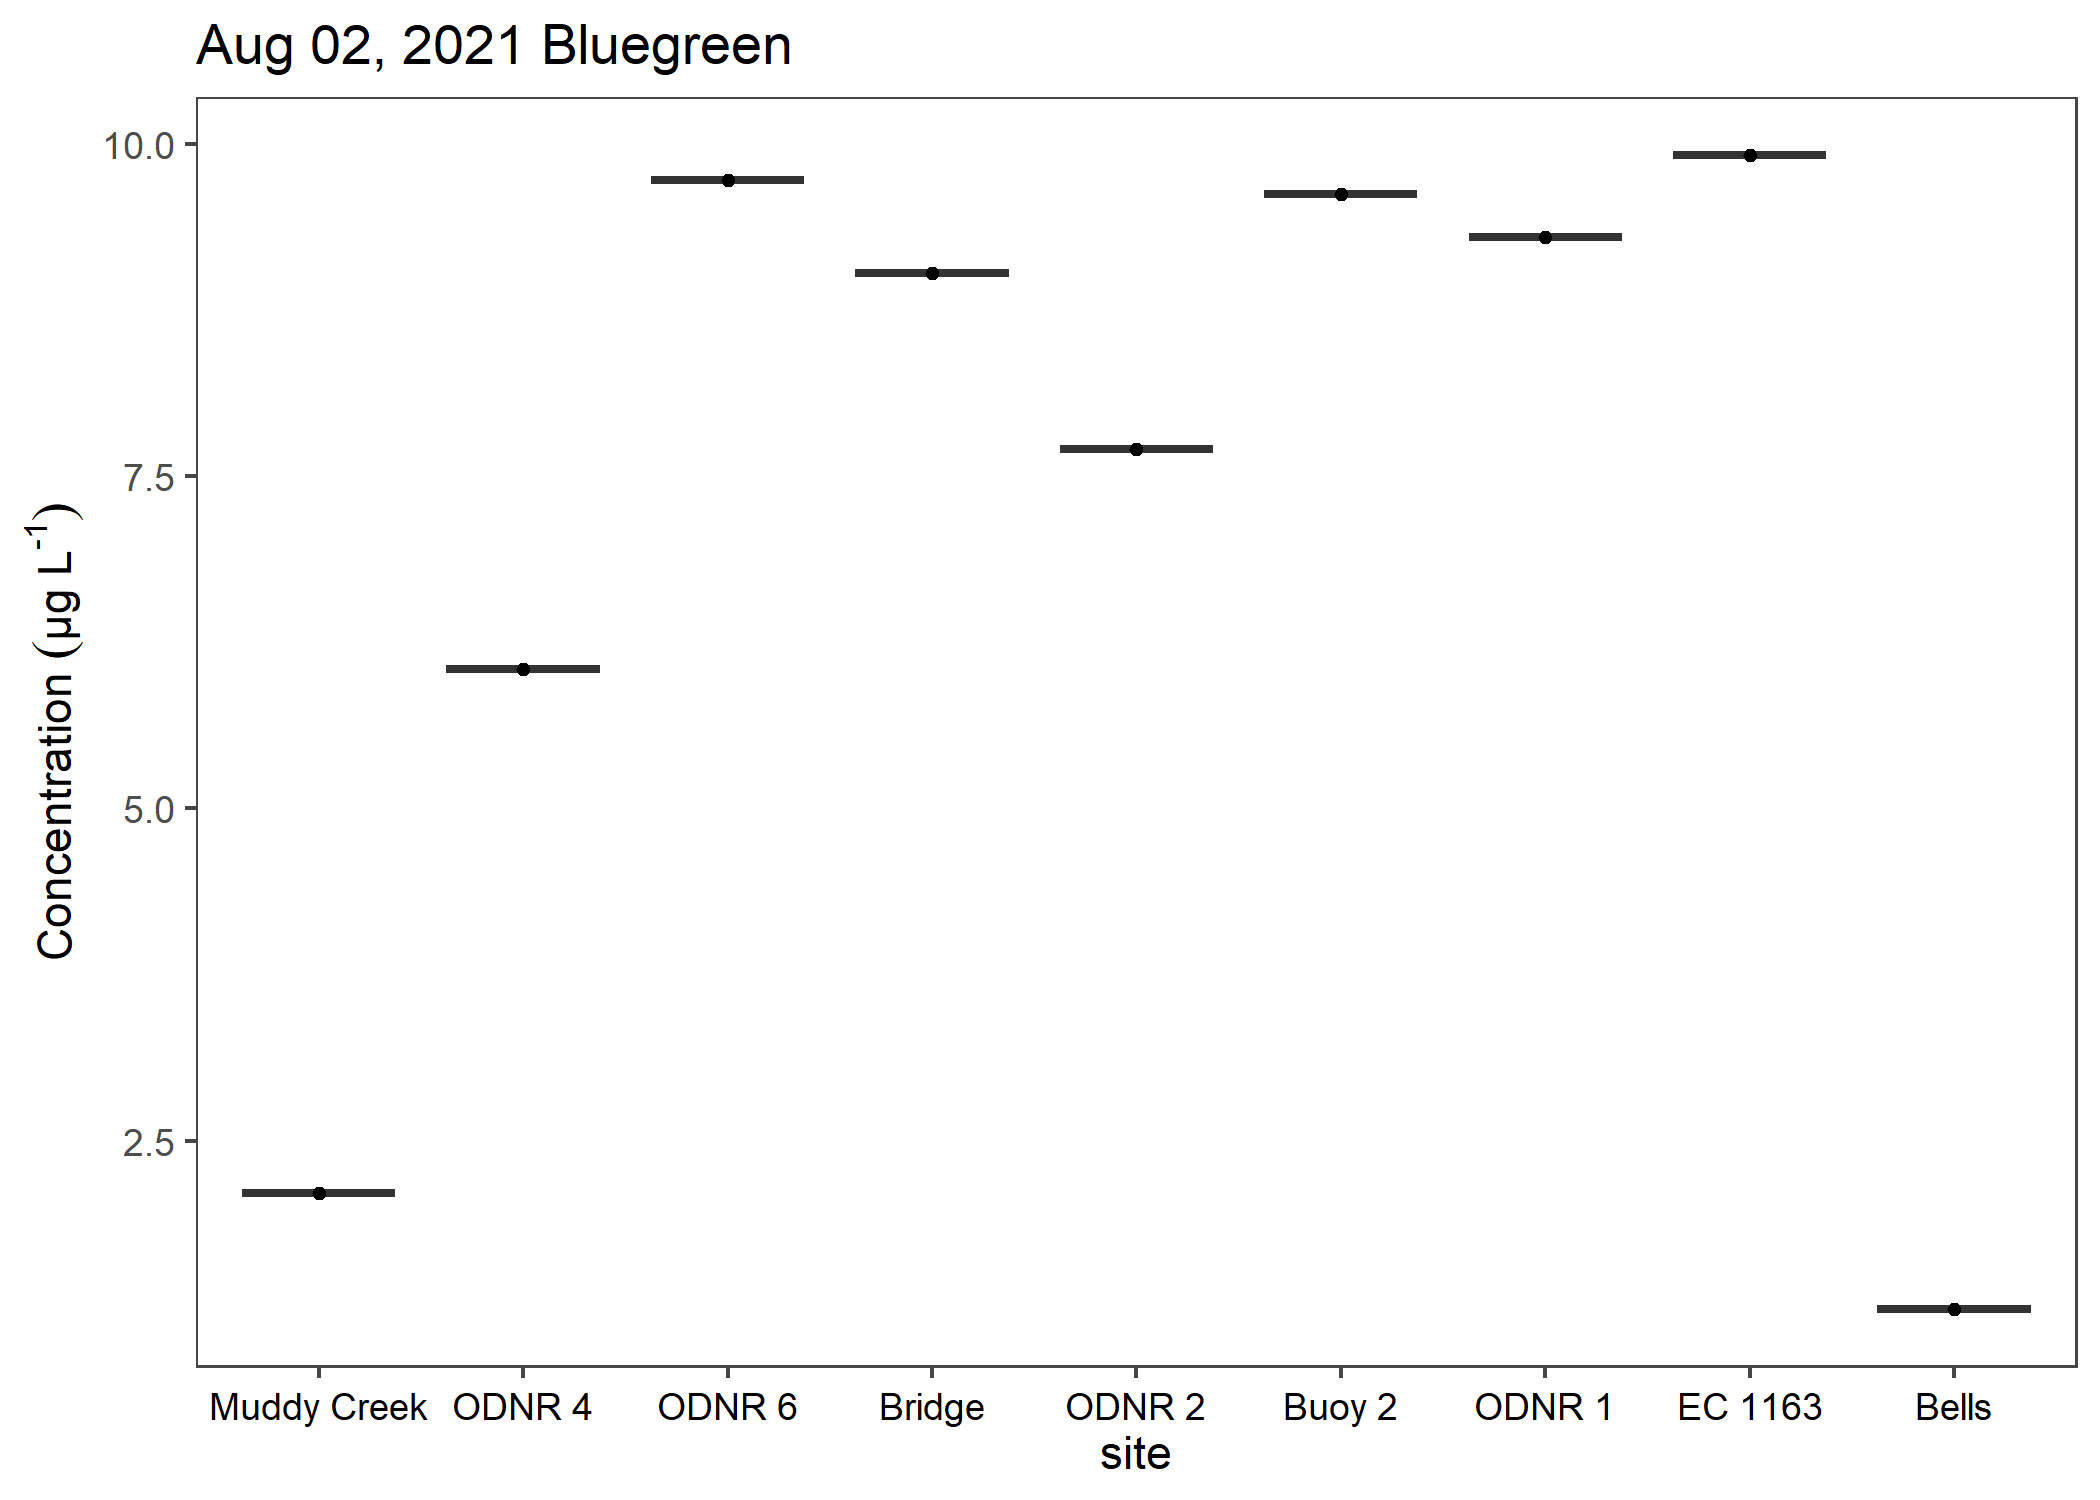 Aug 02, 2021 Bluegreen
Concentration (µg L-1)
10.0
7.5
5.0
2.5
Muddy Creek ODNR 4 ODNR 6 Bridge ODNR 2 Buoy 2 ODNR 1 EC 1163 Bells
site